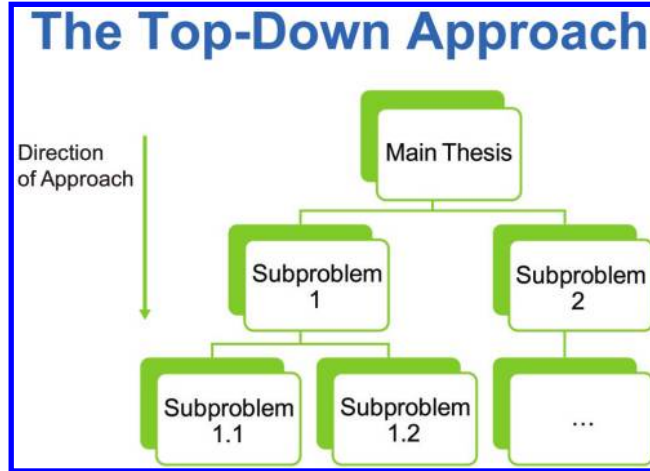 The Top-Down Approach
Direction
of Approach
Main Thesis
Subproblem
1
Subproblem
2
Subproblem
1.1
Subproblem
1.2
...